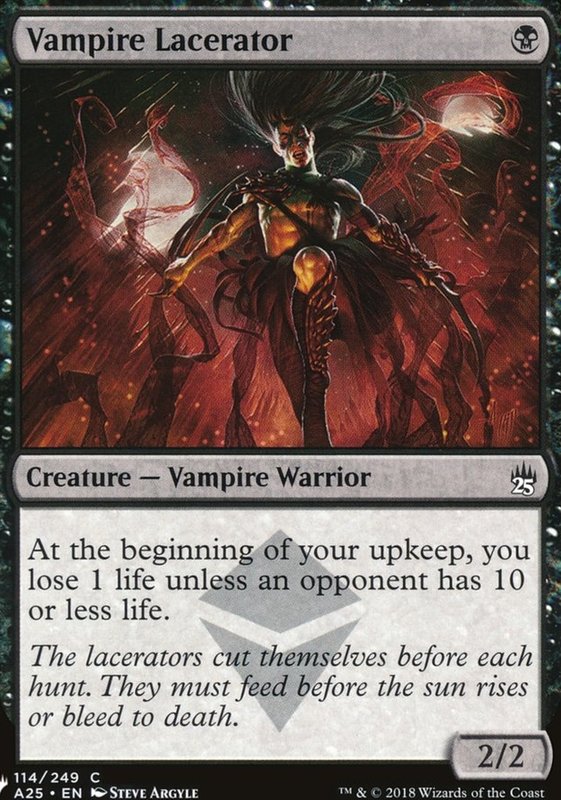 Vampire Lacerator
Creature — Vampire Warrior
25
At the beginning of your upkeep, you
lose 1 life unless an opponent has 10
or less life.
The lacerators cut themselves before each
hunt. They must feed before the sun rises
or bleed to death.
2/2
114/249 C
A25 • EN Steve Argyle
™ & © 2018 Wizards of the Coast